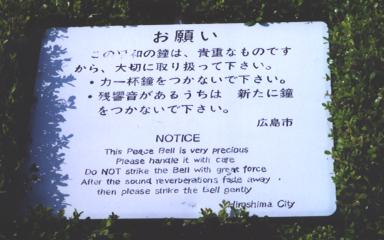 お願い
この平和の鐘は、貴重なものです
から、大切に取り扱って下さい。
・力一杯鐘をつかないで下さい。
・残響音があるうちは 新たに鐘
をつかないで下さい。
広島市
NOTICE
This Peace Bell is very precious
Please handle it with care
Do NOT strike the Bell with great force
After the sound reverberations fade away
then please strike the bell gently
Hiroshima City